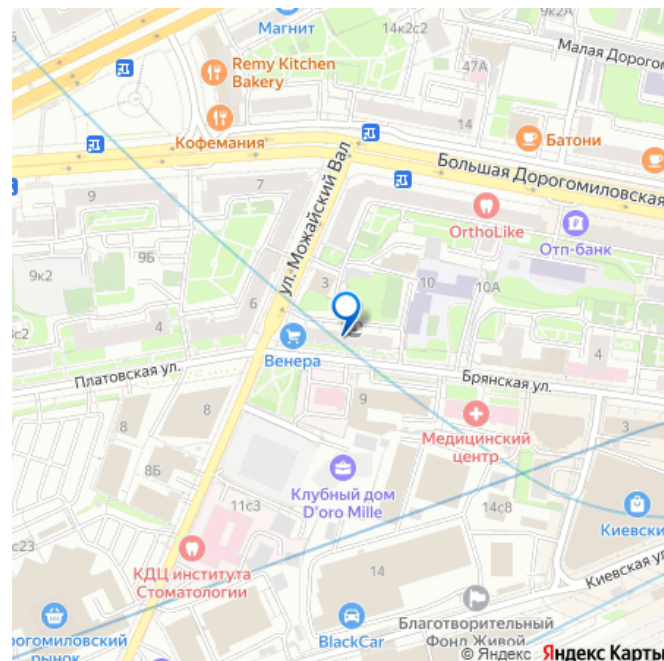 Магнит
14к2с2
9к2А
Малая Дорогом
Remy Kitchen
Bakery
47А
Кофемания
14
Батони
Большая Дорогомиловская
ул. Можайский Вал
9
7
OrthoLike
Отп-банк
9Б
9к2
3
10
10А
6
4
Венера
4
Платовская ул.
Брянская ул.
8
8
9
3
Медицинский
центр
8Б
Клубный дом
D'oro Mille
11с3
14с8
Киевски
с23
КДЦ института
Стоматологии
14
Киевская ул
рогомиловский
рынок
BlackCar
Благотворительный
Фонд Живой
© Яндекс Яндекс Карты